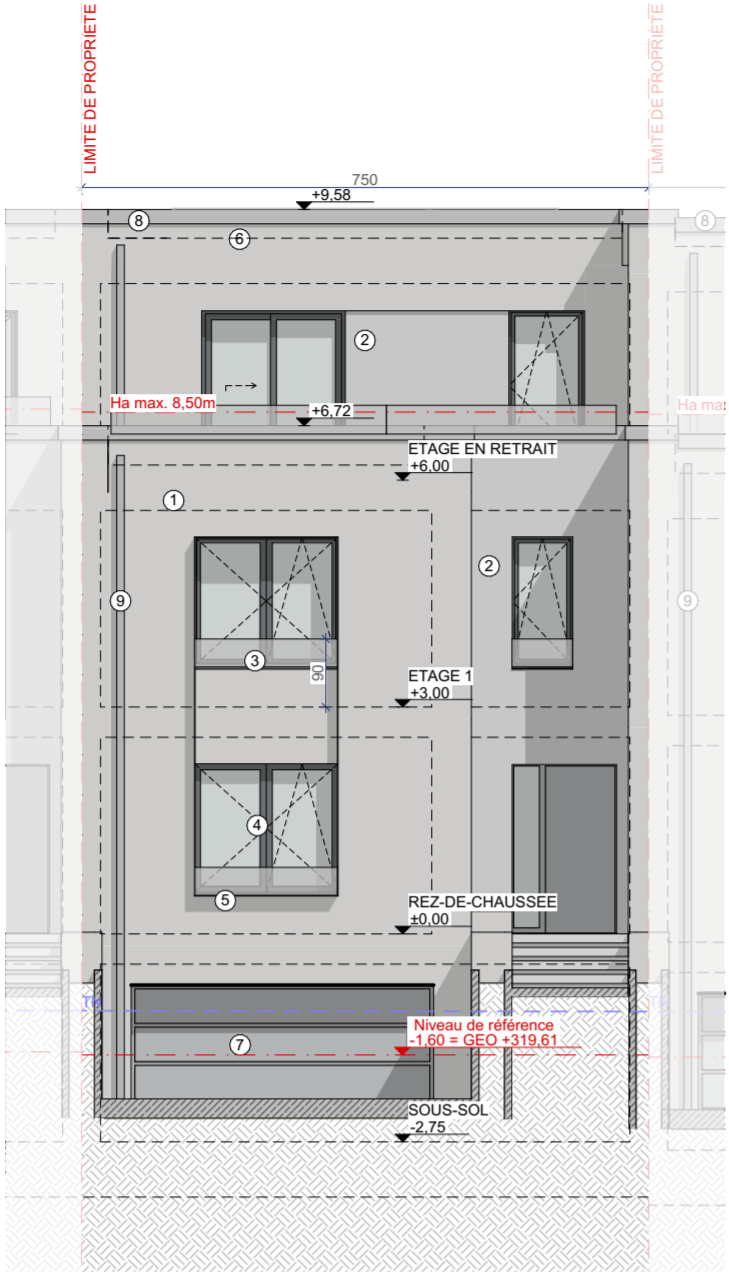 LIMITE DE PROPRIETE
LIMITE DE PROPRIETE
750
+9,58
8
8
6
2
Ha max. 8,50m
+6,72
Ha ma
ETAGE EN RETRAIT
+6,00
1
2
9
9
3
90
ETAGE 1
+3,00
4
5
REZ-DE-CHAUSSEE
±0,00
Niveau de référence
-1,60 = GEO +319,61
7
SOUS-SOL
-2,75